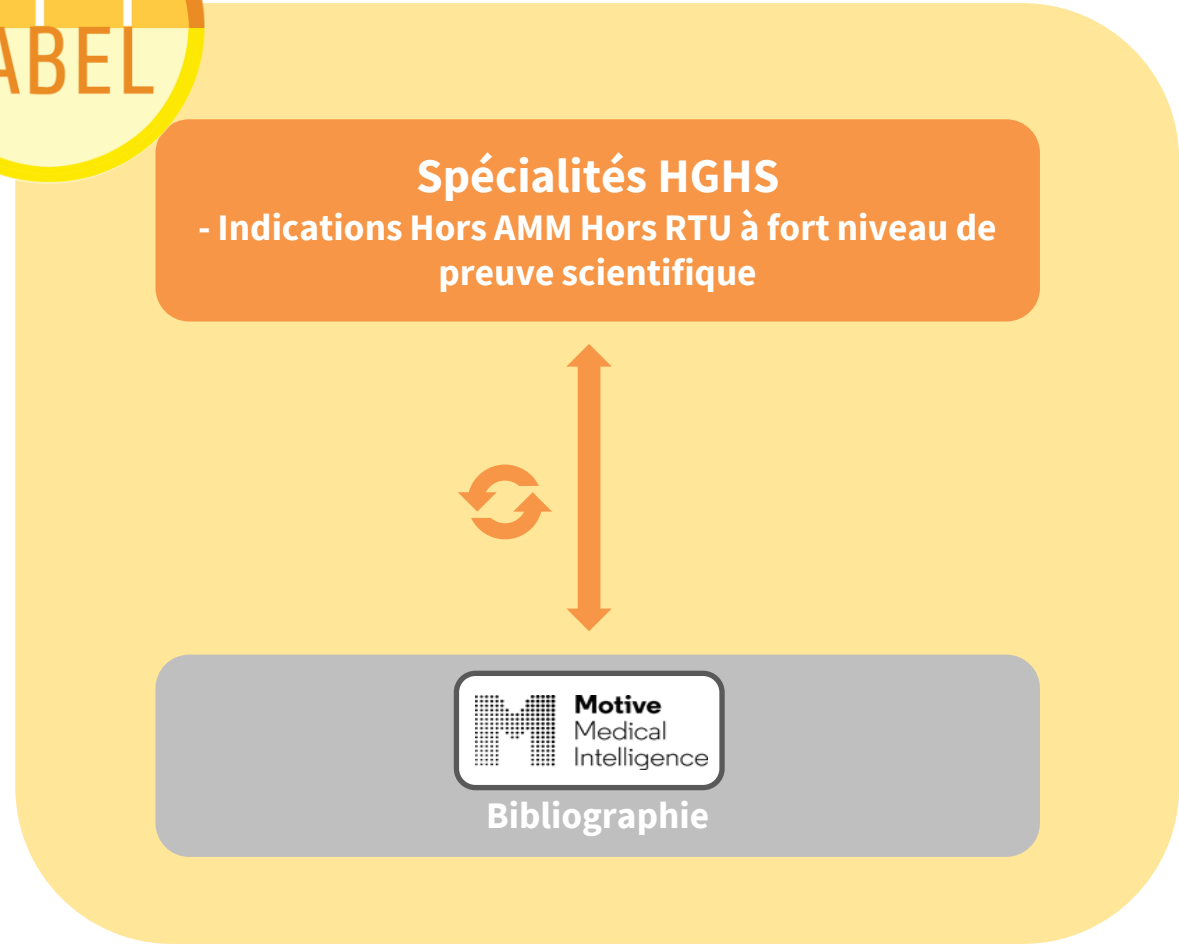 ABEL
Spécialités HGHS
- Indications Hors AMM Hors RTU à fort niveau de
preuve scientifique
Motive
Medical
Intelligence
Bibliographie